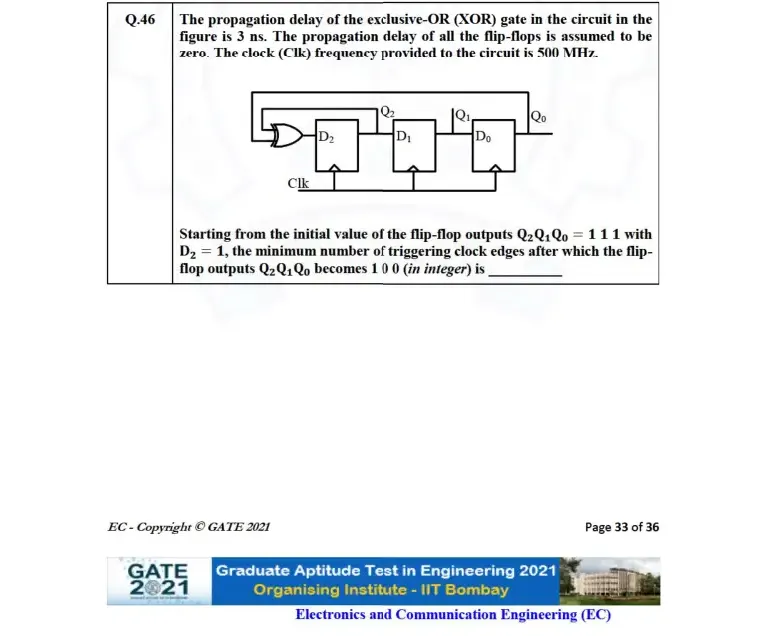 Q.46
The propagation delay of the exclusive-OR (XOR) gate in the circuit in the
figure is 3 ns. The propagation delay of all the flip-flops is assumed to be
zero. The clock (Clk) frequency provided to the circuit is 500 MHz.
Q₂ Q₁ Q₀
D₂ D₁ D₀
Clk
Starting from the initial value of the flip-flop outputs Q₂Q₁Q₀ = 1 1 1 with
D₂ = 1, the minimum number of triggering clock edges after which the flip-
flop outputs Q₂Q₁Q₀ becomes 1 0 0 (in integer) is __________
EC - Copyright © GATE 2021
Page 33 of 36
GATE
2021
Graduate Aptitude Test in Engineering 2021
Organising Institute - IIT Bombay
Electronics and Communication Engineering (EC)